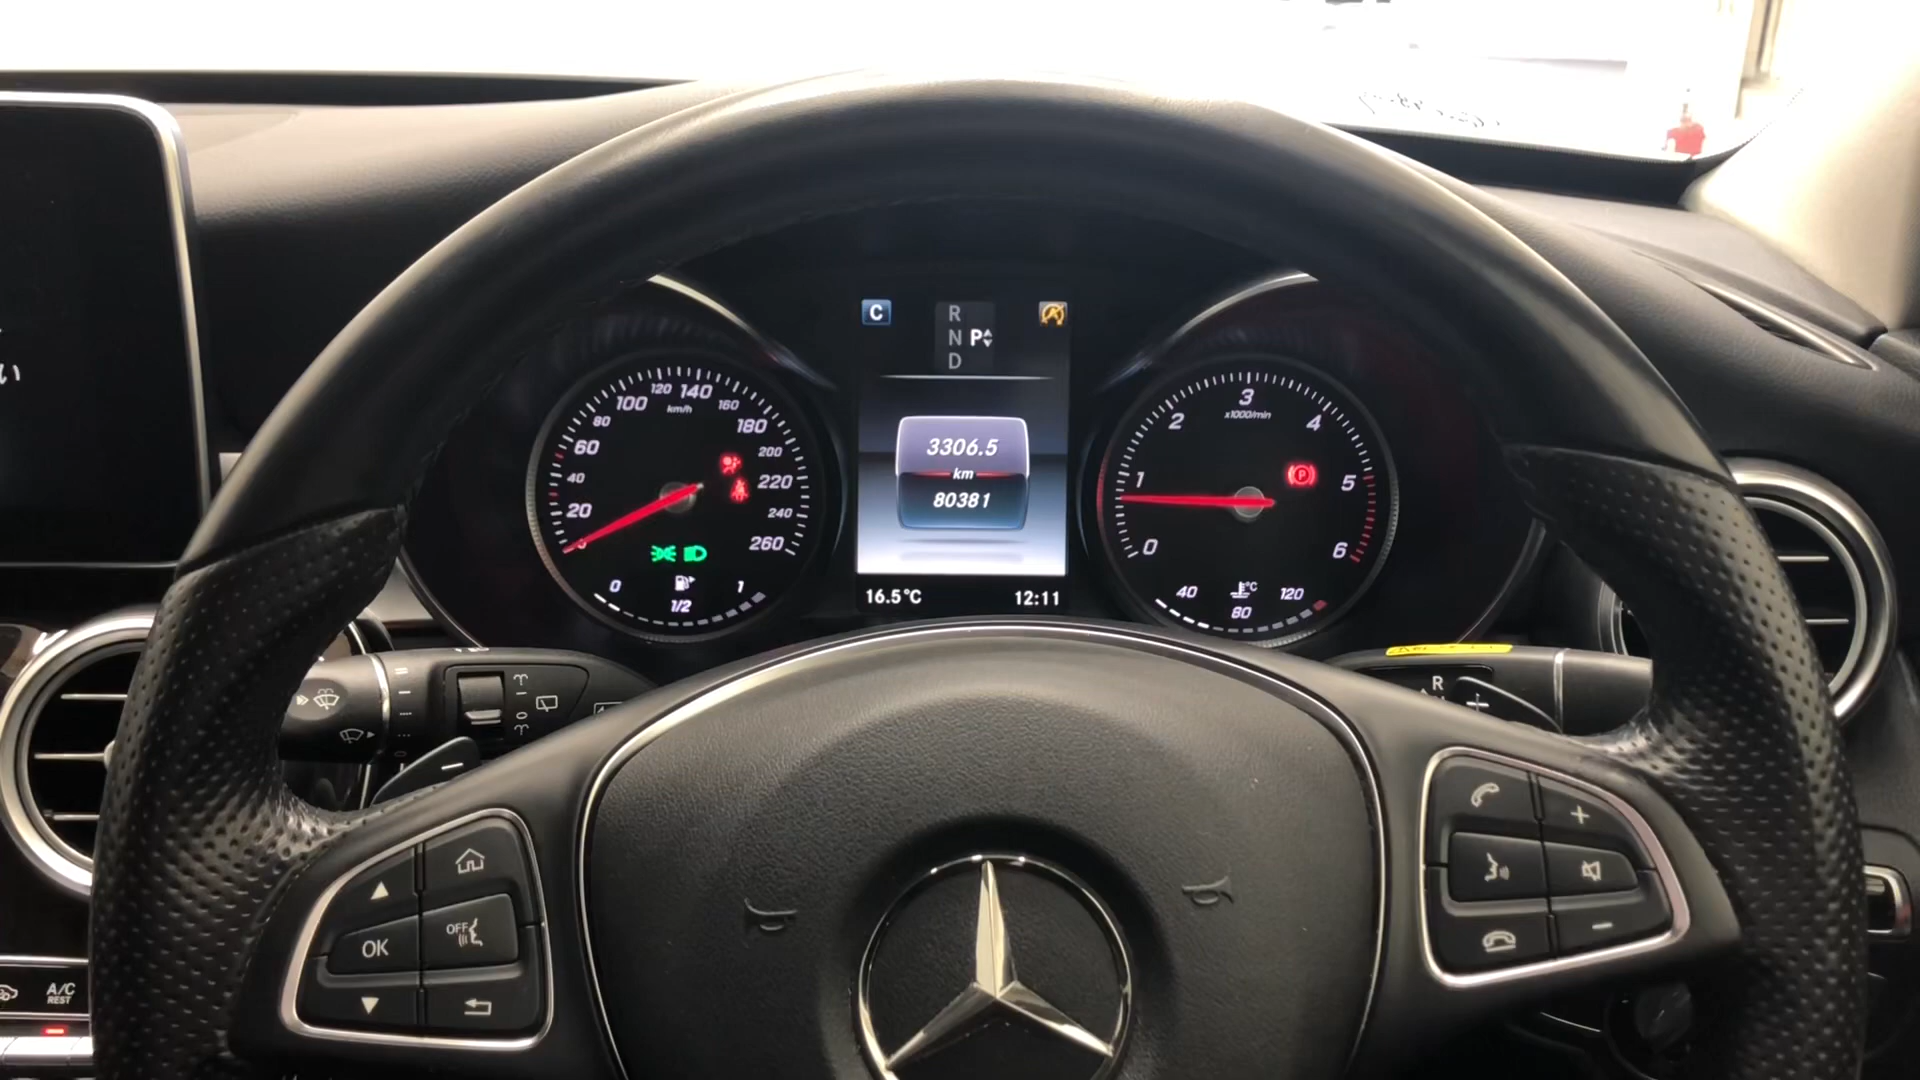 C
R
N P
D
3306.5
km
80381
16.5°C 12:11
0 20 40 60 80 100 120 140 160 180 200 220 240 260
km/h
0 1/2 1
0 1 2 3 4 5 6
x1000/min
P
40 80 120
°C
R
OFF
OK
A/C
REST